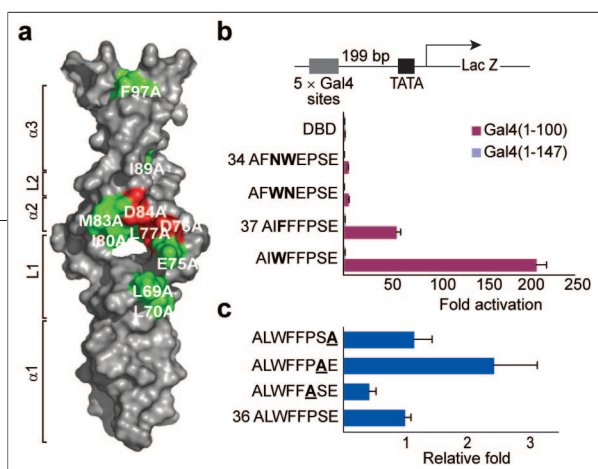 a
F97A
I89A
M83A
D84A
I80A
L77A
D76A
E75A
L69A
L70A
α3
L2
α2
L1
α1
b
199 bp
Lac Z
5 × Gal4
sites
TATA
DBD
34 AFNWEPSE
AFWNEPSE
37 AIFFFPSE
AIWFFPSE
Gal4(1-100)
Gal4(1-147)
50 100 150 200 250
Fold activation
c
ALWFFPSA
ALWFFPAE
ALWFFASE
36 ALWFFPSE
1 2 3
Relative fold